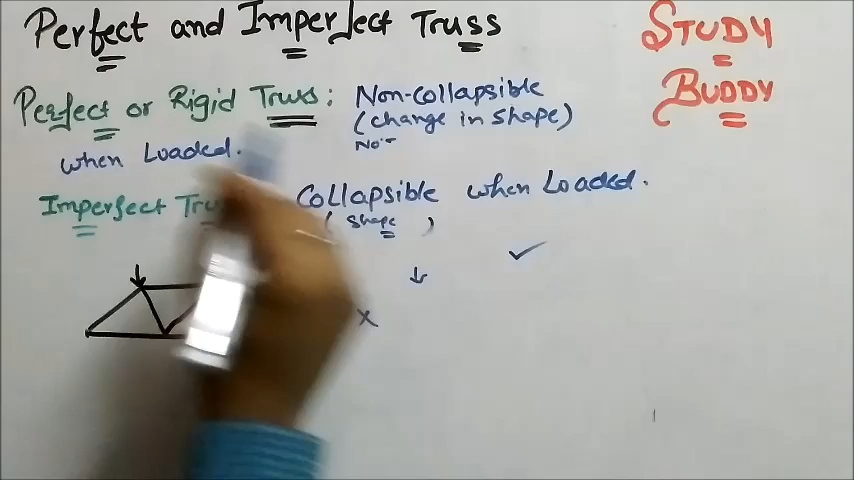 Perfect and Imperfect Truss
STUDY
BUDDY
Perfect or Rigid Truss: Non-collapsible
(change in shape)
NOT
when Loaded.
Imperfect Collapsible when Loaded.
(shape)